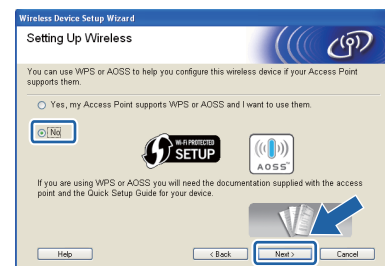 Wireless Device Setup Wizard
Setting Up Wireless
You can use WPS or AOSS to help you configure this wireless device if your Access Point
supports them.
Yes, my Access Point supports WPS or AOSS and I want to use them.
No
WI-FI PROTECTED
SETUP
AOSS™
If you are using WPS or AOSS you will need the documentation supplied with the access
point and the Quick Setup Guide for your device.
Help
< Back
Next >
Cancel